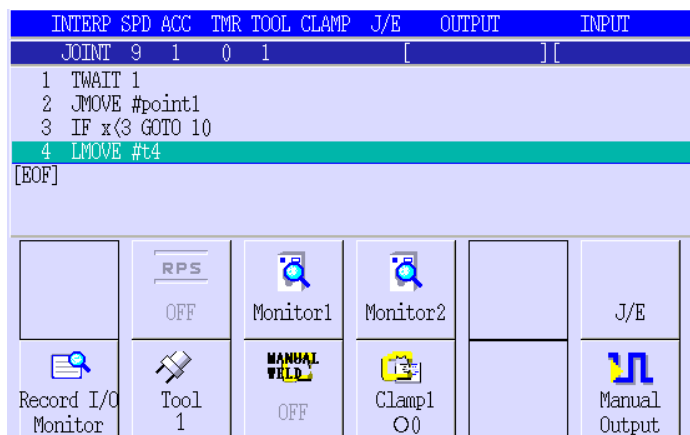 INTERP SPD ACC TMR TOOL CLAMP J/E OUTPUT INPUT
JOINT 9 1 0 1 [ ][
1 TWAIT 1
2 JMOVE #point1
3 IF x<3 GOTO 10
4 LMOVE #t4
[EOF]
RPS
OFF Monitor1 Monitor2 J/E
MANUAL
WELD
Record I/O Tool OFF Clamp1 Manual
Monitor 1 O0 Output